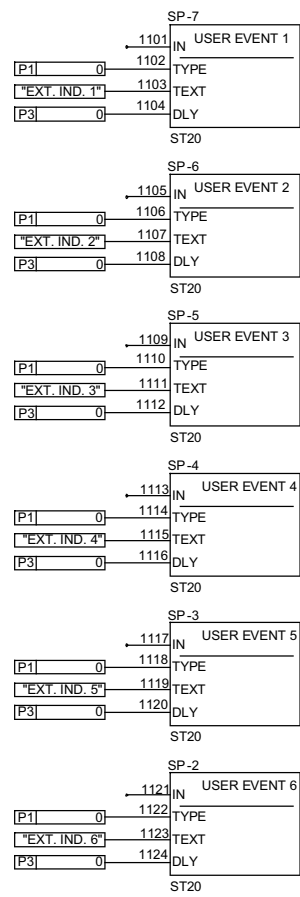 SP-7
1101 IN USER EVENT 1
P1 0 1102 TYPE
"EXT. IND. 1" 1103 TEXT
P3 0 1104 DLY
ST20
SP-6
1105 IN USER EVENT 2
P1 0 1106 TYPE
"EXT. IND. 2" 1107 TEXT
P3 0 1108 DLY
ST20
SP-5
1109 IN USER EVENT 3
P1 0 1110 TYPE
"EXT. IND. 3" 1111 TEXT
P3 0 1112 DLY
ST20
SP-4
1113 IN USER EVENT 4
P1 0 1114 TYPE
"EXT. IND. 4" 1115 TEXT
P3 0 1116 DLY
ST20
SP-3
1117 IN USER EVENT 5
P1 0 1118 TYPE
"EXT. IND. 5" 1119 TEXT
P3 0 1120 DLY
ST20
SP-2
1121 IN USER EVENT 6
P1 0 1122 TYPE
"EXT. IND. 6" 1123 TEXT
P3 0 1124 DLY
ST20